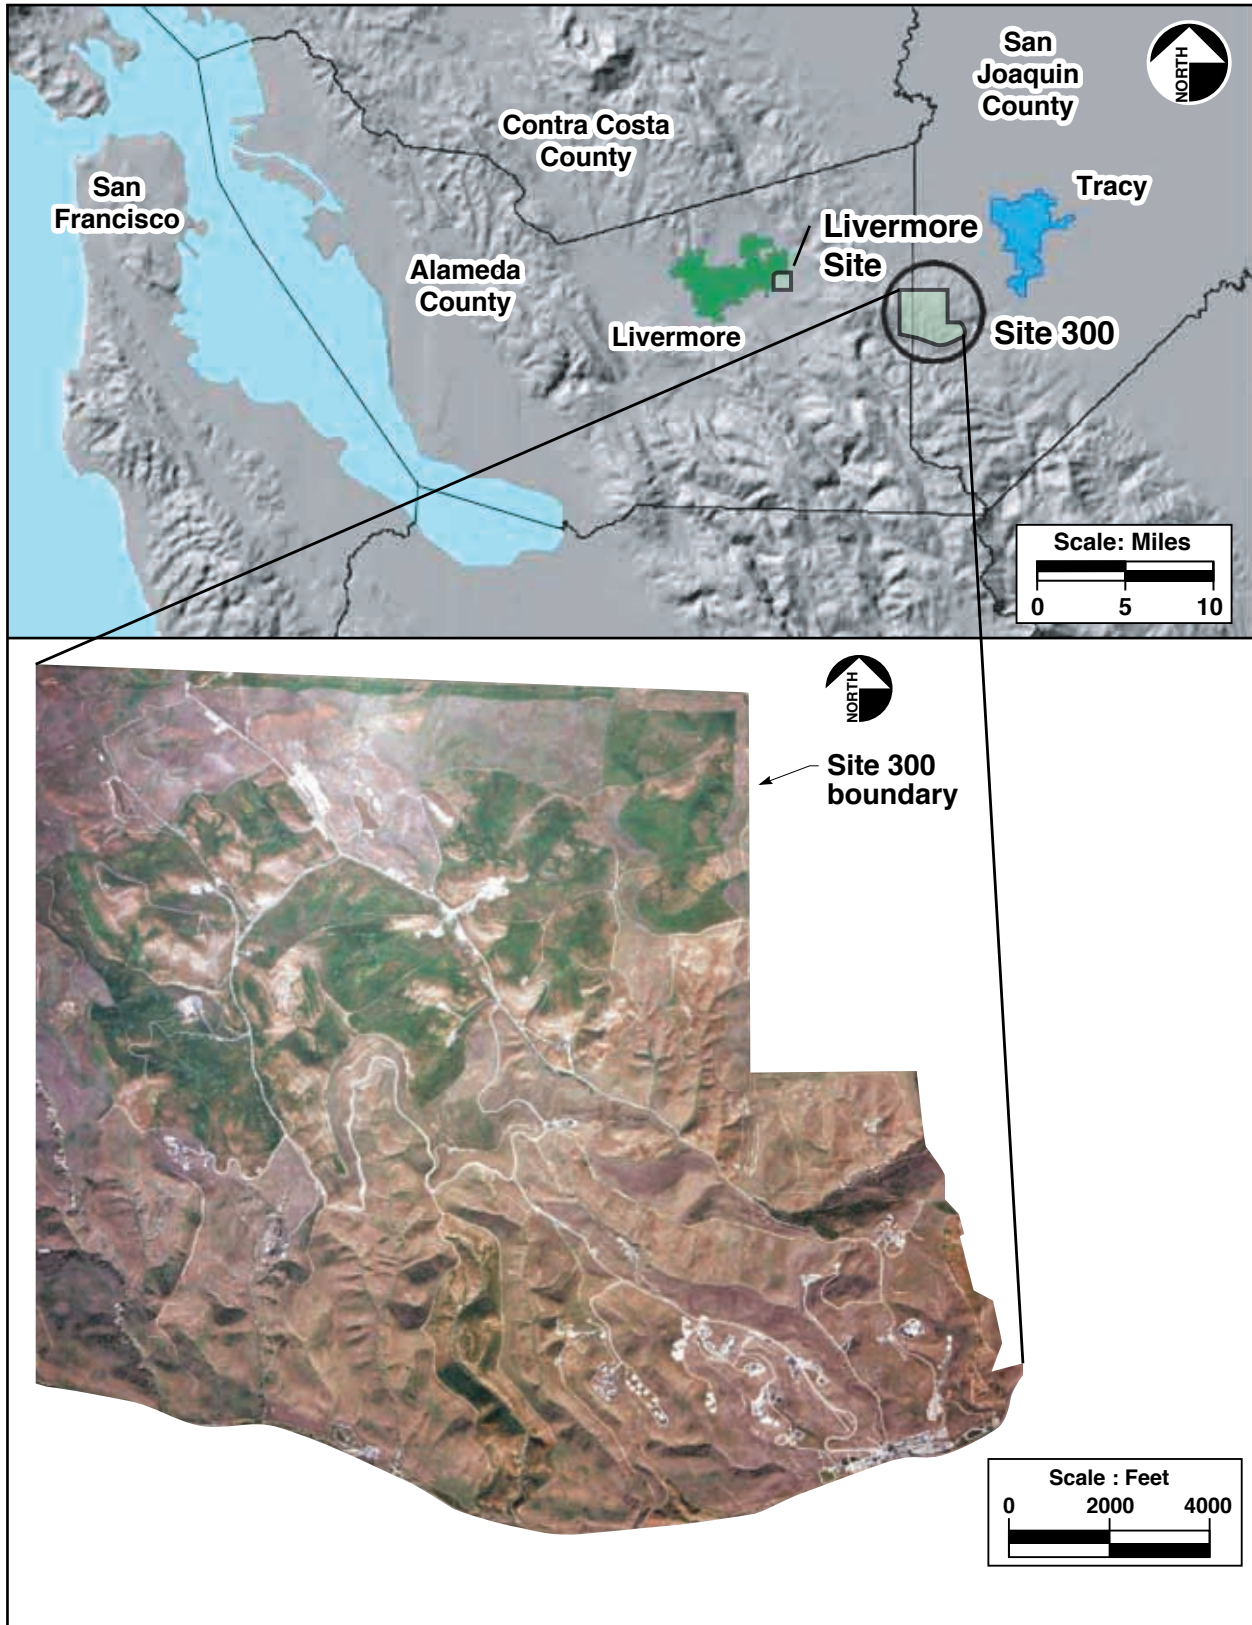 San
Joaquin
County
NORTH
Contra Costa
County
San
Francisco
Tracy
Livermore
Site
Alameda
County
Livermore
Site 300
Scale: Miles
0 5 10
NORTH
Site 300
boundary
Scale : Feet
0 2000 4000